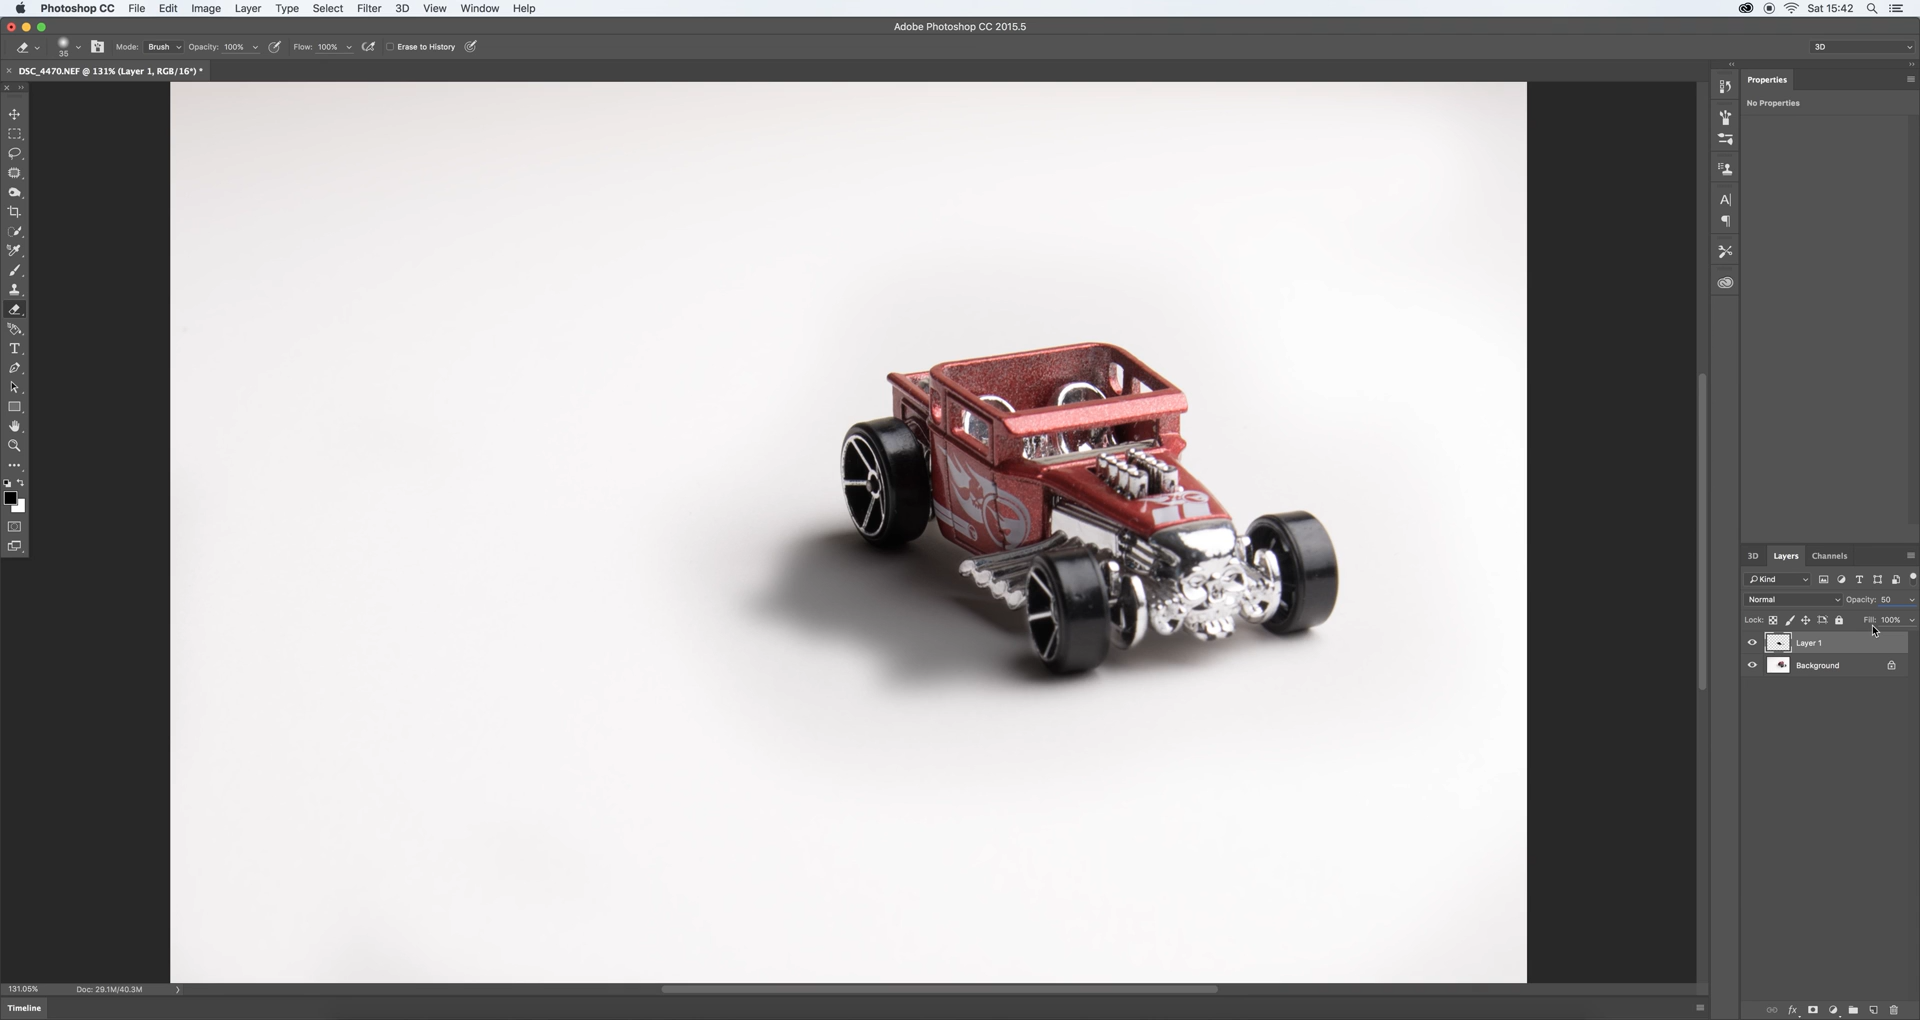 Photoshop CC File Edit Image Layer Type Select Filter 3D View Window Help Sat 15:42
Adobe Photoshop CC 2015.5
35 Mode: Brush Opacity: 100% Flow: 100% Erase to History 3D
DSC_4470.NEF @ 131% (Layer 1, RGB/16*) *
Properties
No Properties
3D Layers Channels
Kind
Normal Opacity: 50
Lock: Fill: 100%
Layer 1
Background
131.05% Doc: 29.1M/40.3M
Timeline